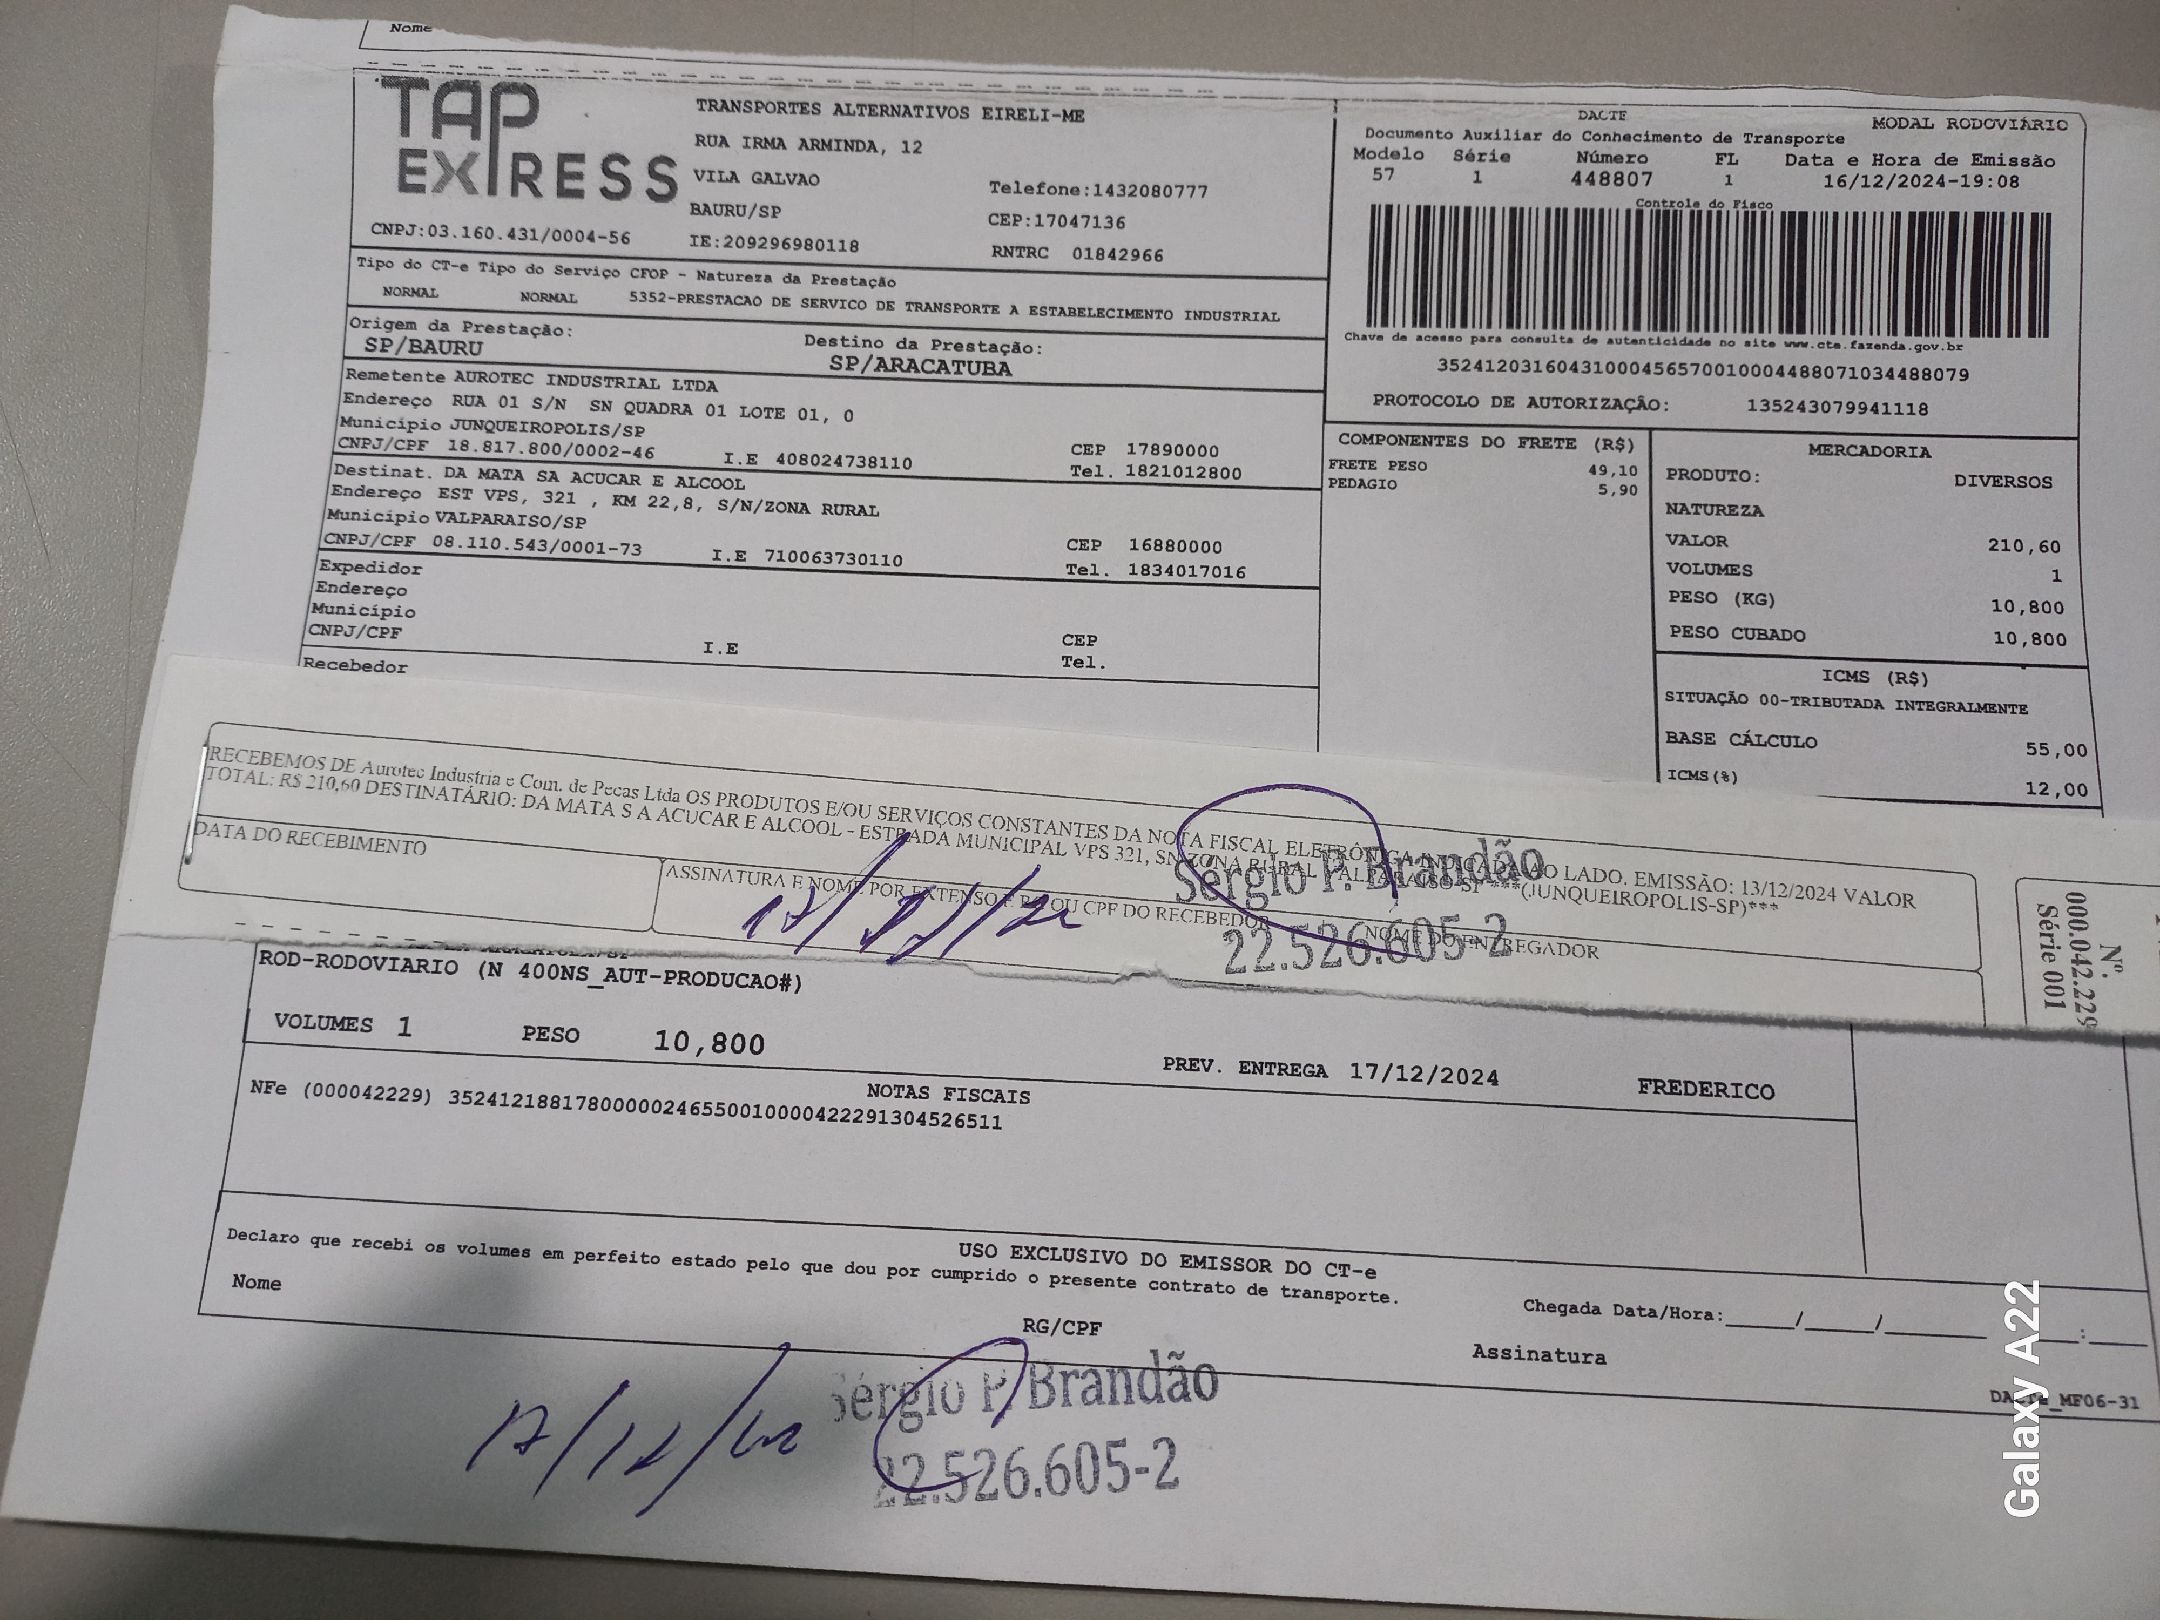 Nome
TAP EXPRESS
TRANSPORTES ALTERNATIVOS EIRELI-ME
RUA IRMA ARMINDA, 12
VILA GALVAO
Telefone:1432080777
BAURU/SP
CEP:17047136
CNPJ:03.160.431/0004-56
IE:209296980118
RNTRC 01842966
DACTE
MODAL RODOVIÁRIO
Documento Auxiliar do Conhecimento de Transporte
Modelo Série Número FL Data e Hora de Emissão
57 1 448807 1 16/12/2024-19:08
Controle do Fisco
Chave de acesso para consulta de autenticidade no site www.cte.fazenda.gov.br
35241203160431000456570010004488071034488079
PROTOCOLO DE AUTORIZAÇÃO: 135243079941118
Tipo do CT-e Tipo do Serviço CFOP - Natureza da Prestação
NORMAL NORMAL 5352-PRESTACAO DE SERVICO DE TRANSPORTE A ESTABELECIMENTO INDUSTRIAL
Origem da Prestação: Destino da Prestação:
SP/BAURU SP/ARACATUBA
Remetente AUROTEC INDUSTRIAL LTDA
Endereço RUA 01 S/N SN QUADRA 01 LOTE 01, 0
Município JUNQUEIROPOLIS/SP CEP 17890000
CNPJ/CPF 18.817.800/0002-46 I.E 408024738110 Tel. 1821012800
Destinat. DA MATA SA ACUCAR E ALCOOL
Endereço EST VPS, 321 , KM 22,8, S/N/ZONA RURAL
Município VALPARAISO/SP CEP 16880000
CNPJ/CPF 08.110.543/0001-73 I.E 710063730110 Tel. 1834017016
Expedidor
Endereço
Município CEP
CNPJ/CPF I.E Tel.
Recebedor
COMPONENTES DO FRETE (R$)
FRETE PESO 49,10
PEDAGIO 5,90
MERCADORIA
PRODUTO: DIVERSOS
NATUREZA
VALOR 210,60
VOLUMES 1
PESO (KG) 10,800
PESO CUBADO 10,800
ICMS (R$)
SITUAÇÃO 00-TRIBUTADA INTEGRALMENTE
BASE CÁLCULO 55,00
ICMS(%) 12,00
RECEBEMOS DE Aurotec Industria e Com. de Pecas Ltda OS PRODUTOS E/OU SERVIÇOS CONSTANTES DA NOTA FISCAL ELETRÔNICA INDICADA AO LADO. EMISSÃO: 13/12/2024 VALOR
TOTAL: R$ 210,60 DESTINATÁRIO: DA MATA S A ACUCAR E ALCOOL - ESTRADA MUNICIPAL VPS 321, SN ZONA RURAL VALPARAISO-SP ***(JUNQUEIROPOLIS-SP)***
DATA DO RECEBIMENTO
ASSINATURA E NOME POR EXTENSO E RG OU CPF DO RECEBEDOR
NOME DO ENTREGADOR
Sérgio P. Brandão
22.526.605-2
Nº.
000.042.229
Série 001
ROD-RODOVIARIO (N 400NS_AUT-PRODUCAO#)
VOLUMES 1 PESO 10,800
PREV. ENTREGA 17/12/2024 FREDERICO
NOTAS FISCAIS
NFe (000042229) 35241218817800000246550010000422291304526511
USO EXCLUSIVO DO EMISSOR DO CT-e
Declaro que recebi os volumes em perfeito estado pelo que dou por cumprido o presente contrato de transporte.
Nome
RG/CPF
Chegada Data/Hora:_____/_____/_______ ____:____
Assinatura
17/12/
Sérgio P. Brandão
22.526.605-2
Galaxy A22